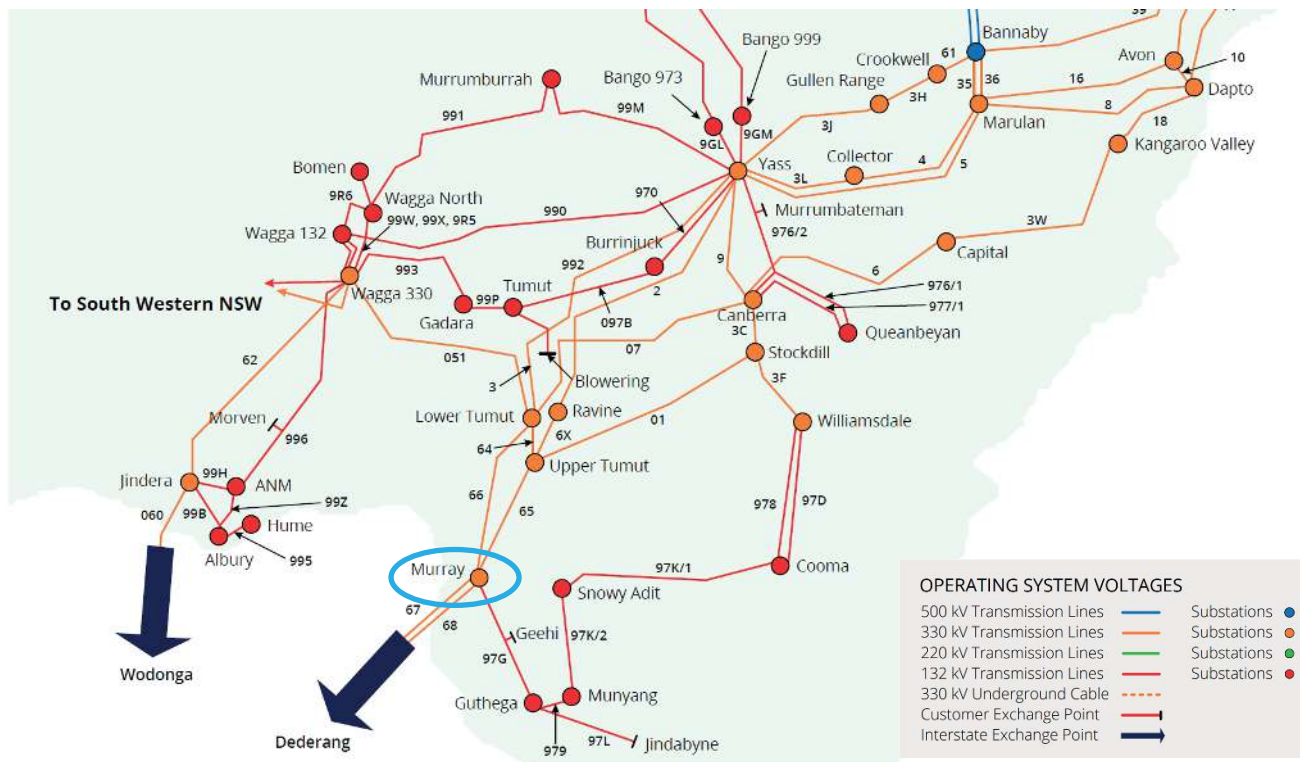 39
Bannaby
Bango 999
Crookwell
61
Avon
10
Murrumburrah
Bango 973
Gullen Range
35
36
16
Dapto
3H
991
99M
8
9GL
9GM
3J
Marulan
18
Kangaroo Valley
Bomen
Yass
Collector
4
5
3L
9R6
Wagga North
970
99W, 99X, 9R5
990
Murrumbateman
3W
Wagga 132
976/2
Burrinjuck
Capital
993
992
9
6
To South Western NSW
Wagga 330
99P
Tumut
2
976/1
977/1
Gadara
097B
Canberra
3C
Queanbeyan
62
051
07
Stockdill
3
Blowering
3F
Morven
Lower Tumut
Ravine
01
Williamsdale
996
64
6X
Upper Tumut
Jindera
99H
ANM
66
978
97D
060
99B
99Z
65
Hume
Albury
995
Murray
97K/1
Cooma
Snowy Adit
67
68
Geehi
97K/2
97G
Wodonga
Guthega
Munyang
Dederang
979
97L
Jindabyne
OPERATING SYSTEM VOLTAGES
500 kV Transmission Lines Substations
330 kV Transmission Lines Substations
220 kV Transmission Lines Substations
132 kV Transmission Lines Substations
330 kV Underground Cable
Customer Exchange Point
Interstate Exchange Point